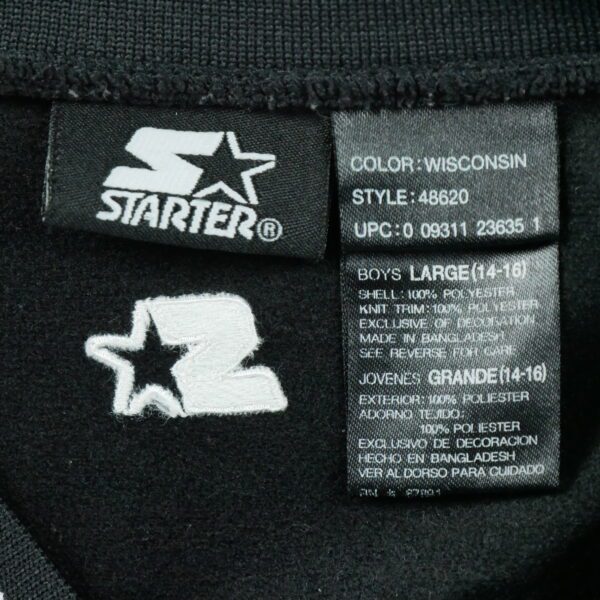 STARTER®
COLOR: WISCONSIN
STYLE: 48620
UPC: 0 09311 23635 1
BOYS LARGE (14-16)
SHELL: 100% POLYESTER
KNIT TRIM: 100% POLYESTER
EXCLUSIVE OF DECORATION
MADE IN BANGLADESH
SEE REVERSE FOR CARE
JOVENES GRANDE (14-16)
EXTERIOR: 100% POLIESTER
ADORNO TEJIDO:
100% POLIESTER
EXCLUSIVO DE DECORACION
HECHO EN BANGLADESH
VER AL DORSO PARA CUIDADO